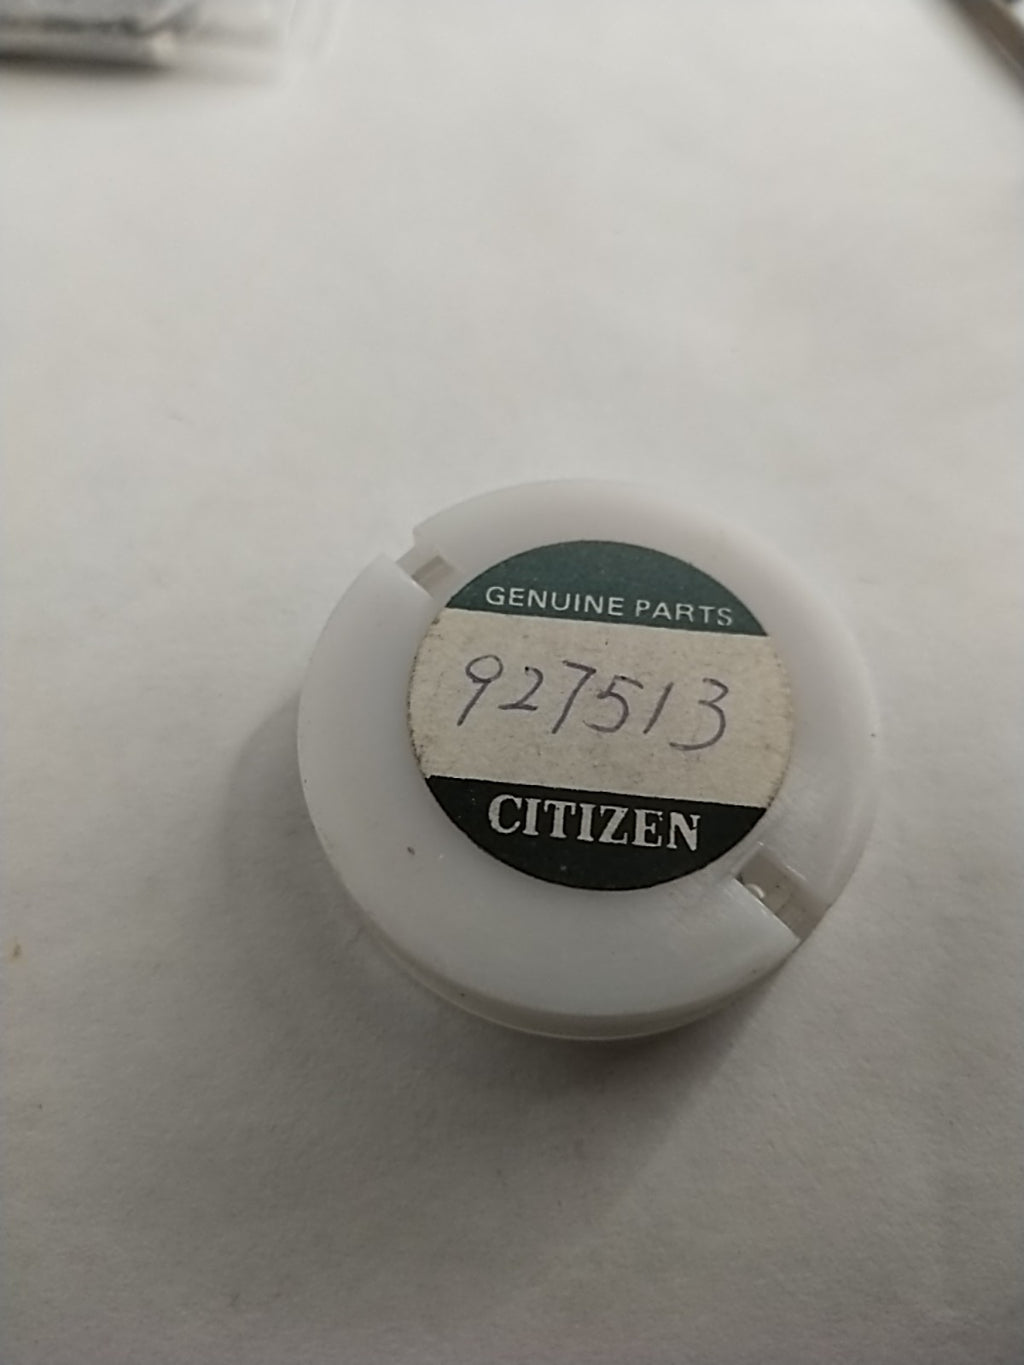 GENUINE PARTS
927513
CITIZEN